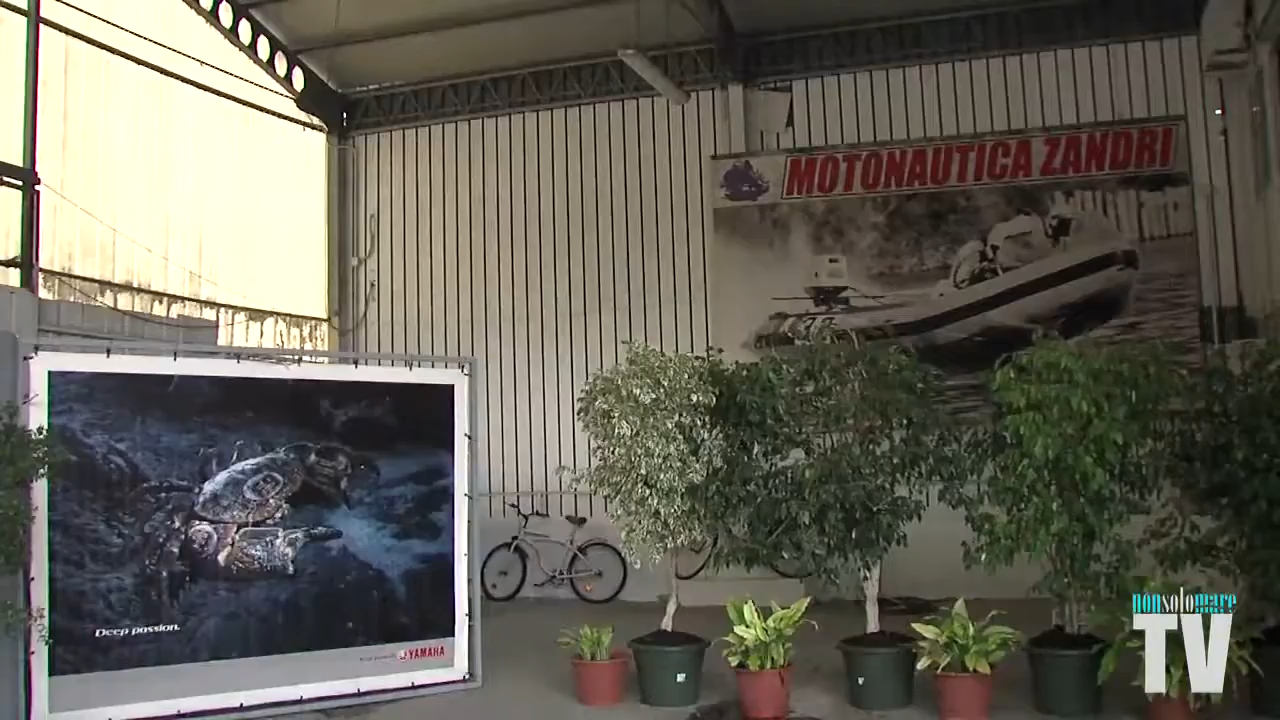 MOTONAUTICA ZANDRI
Deep passion.
YAMAHA
nonsolomare
TV